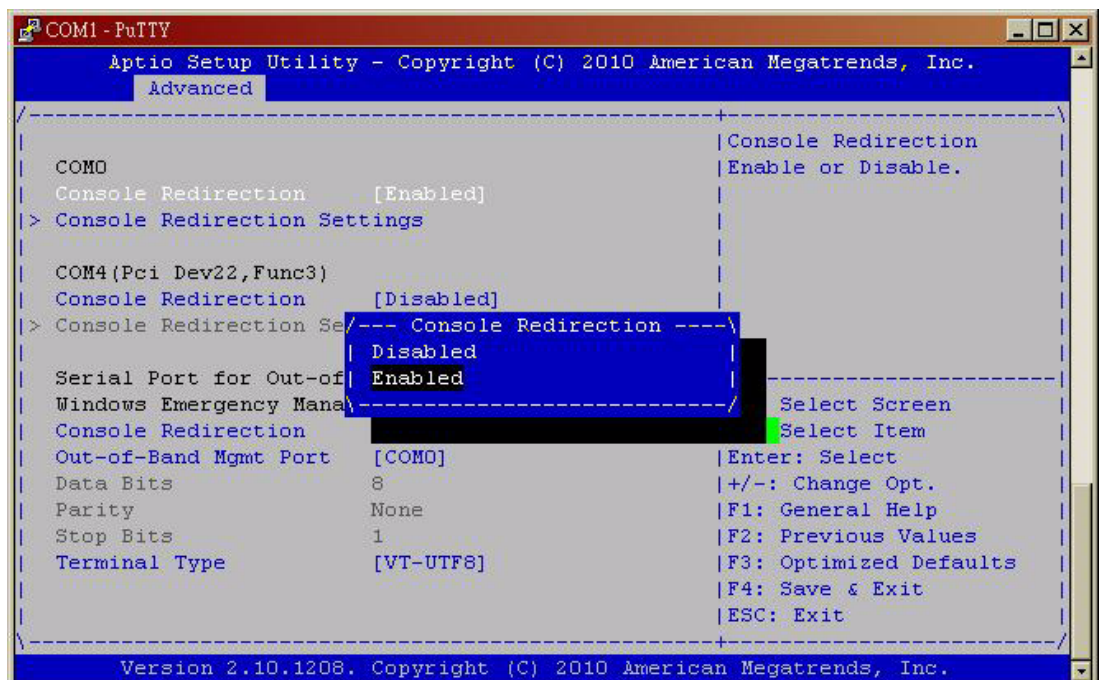 COM1 - PuTTY
Aptio Setup Utility - Copyright (C) 2010 American Megatrends, Inc.
Advanced
Console Redirection
COM0 Enable or Disable.
Console Redirection [Enabled]
> Console Redirection Settings
COM4(Pci Dev22,Func3)
Console Redirection [Disabled]
> Console Redirection Se
--- Console Redirection ----
Disabled
Enabled
Serial Port for Out-of
Windows Emergency Mana Select Screen
Console Redirection Select Item
Out-of-Band Mgmt Port [COM0] Enter: Select
Data Bits 8 +/-: Change Opt.
Parity None F1: General Help
Stop Bits 1 F2: Previous Values
Terminal Type [VT-UTF8] F3: Optimized Defaults
F4: Save & Exit
ESC: Exit
Version 2.10.1208. Copyright (C) 2010 American Megatrends, Inc.